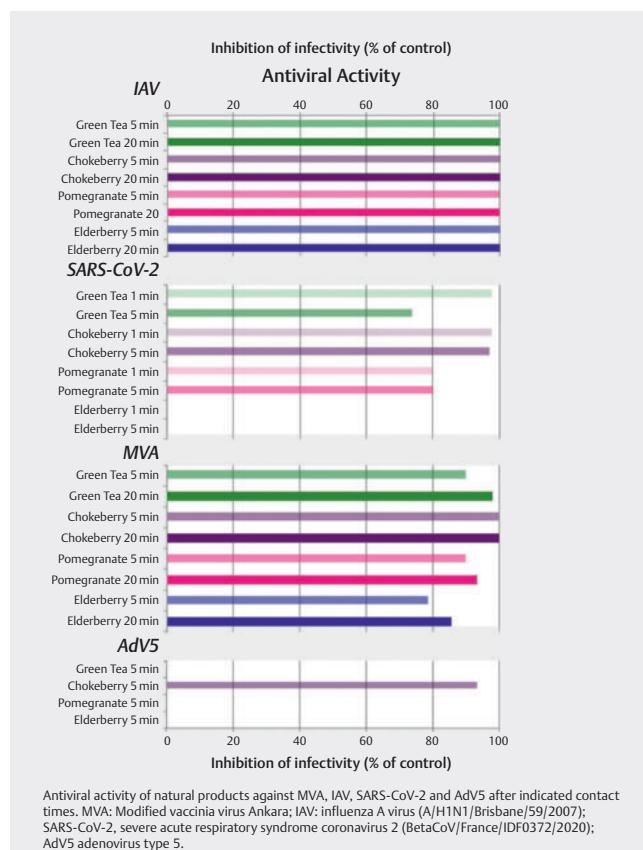 Inhibition of infectivity (% of control)
Antiviral Activity
IAV
0 20 40 60 80 100
Green Tea 5 min
Green Tea 20 min
Chokeberry 5 min
Chokeberry 20 min
Pomegranate 5 min
Pomegranate 20
Elderberry 5 min
Elderberry 20 min
SARS-CoV-2
Green Tea 1 min
Green Tea 5 min
Chokeberry 1 min
Chokeberry 5 min
Pomegranate 1 min
Pomegranate 5 min
Elderberry 1 min
Elderberry 5 min
MVA
Green Tea 5 min
Green Tea 20 min
Chokeberry 5 min
Chokeberry 20 min
Pomegranate 5 min
Pomegranate 20 min
Elderberry 5 min
Elderberry 20 min
AdV5
Green Tea 5 min
Chokeberry 5 min
Pomegranate 5 min
Elderberry 5 min
0 20 40 60 80 100
Inhibition of infectivity (% of control)
Antiviral activity of natural products against MVA, IAV, SARS-CoV-2 and AdV5 after indicated contact
times. MVA: Modified vaccinia virus Ankara; IAV: influenza A virus (A/H1N1/Brisbane/59/2007);
SARS-CoV-2, severe acute respiratory syndrome coronavirus 2 (BetaCoV/France/IDF0372/2020);
AdV5 adenovirus type 5.